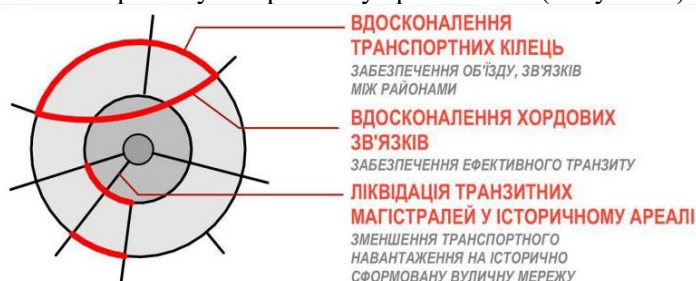 ВДОСКОНАЛЕННЯ
ТРАНСПОРТНИХ КІЛЕЦЬ
ЗАБЕЗПЕЧЕННЯ ОБ'ЇЗДУ, ЗВ'ЯЗКІВ
МІЖ РАЙОНАМИ
ВДОСКОНАЛЕННЯ ХОРДОВИХ
ЗВ'ЯЗКІВ
ЗАБЕЗПЕЧЕННЯ ЕФЕКТИВНОГО ТРАНЗИТУ
ЛІКВІДАЦІЯ ТРАНЗИТНИХ
МАГІСТРАЛЕЙ У ІСТОРИЧНОМУ АРЕАЛІ
ЗМЕНШЕННЯ ТРАНСПОРТНОГО
НАВАНТАЖЕННЯ НА ІСТОРИЧНО
СФОРМОВАНУ ВУЛИЧНУ МЕРЕЖУ